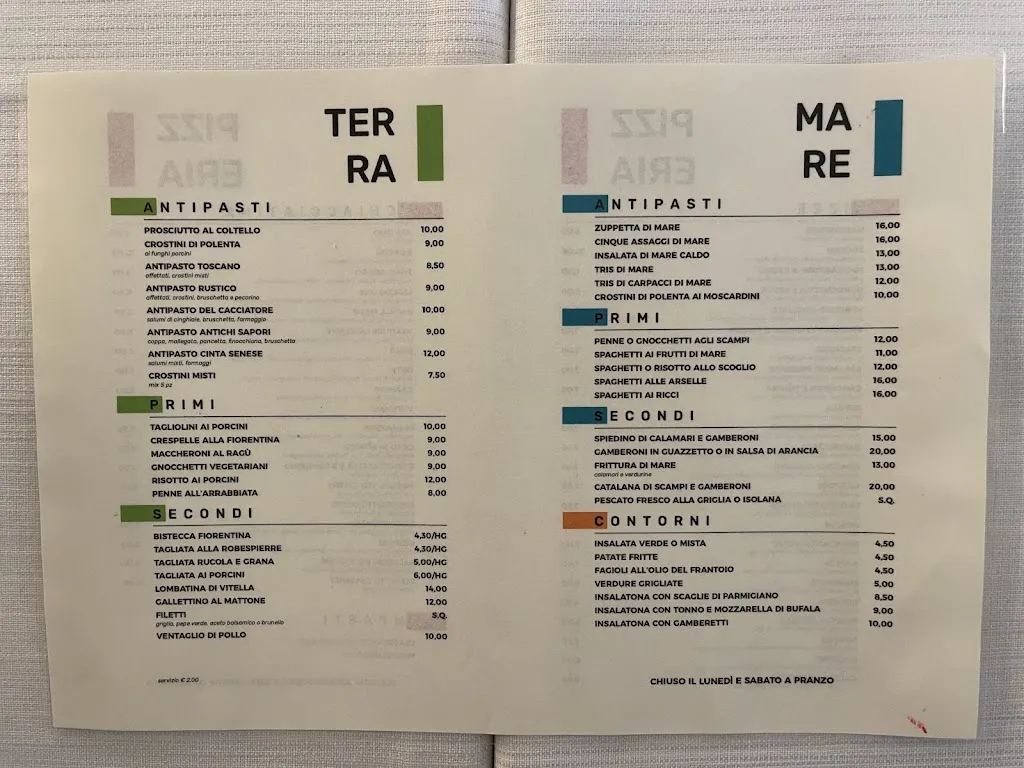 TER
RA
ANTIPASTI
PROSCIUTTO AL COLTELLO 10,00
CROSTINI DI POLENTA 9,00
ai funghi porcini
ANTIPASTO TOSCANO 8,50
affettati, crostini misti
ANTIPASTO RUSTICO 9,00
affettati, crostini, bruschetta e pecorino
ANTIPASTO DEL CACCIATORE 10,00
salumi di cinghiale, bruschetta, formaggio
ANTIPASTO ANTICHI SAPORI 9,00
coppa, mallegato, pancetta, finocchiona, bruschetta
ANTIPASTO CINTA SENESE 12,00
salumi misti, formaggi
CROSTINI MISTI 7,50
mix 5 pz
PRIMI
TAGLIOLINI AI PORCINI 10,00
CRESPELLE ALLA FIORENTINA 9,00
MACCHERONI AL RAGÙ 9,00
GNOCCHETTI VEGETARIANI 9,00
RISOTTO AI PORCINI 12,00
PENNE ALL'ARRABBIATA 8,00
SECONDI
BISTECCA FIORENTINA 4,30/HG
TAGLIATA ALLA ROBESPIERRE 4,30/HG
TAGLIATA RUCOLA E GRANA 5,00/HG
TAGLIATA AI PORCINI 6,00/HG
LOMBATINA DI VITELLA 14,00
GALLETTINO AL MATTONE 12,00
FILETTI S.Q.
griglia, pepe verde, aceto balsamico o brunello
VENTAGLIO DI POLLO 10,00
servizio € 2,00
MA
RE
ANTIPASTI
ZUPPETTA DI MARE 16,00
CINQUE ASSAGGI DI MARE 16,00
INSALATA DI MARE CALDO 13,00
TRIS DI MARE 13,00
TRIS DI CARPACCI DI MARE 12,00
CROSTINI DI POLENTA AI MOSCARDINI 10,00
PRIMI
PENNE O GNOCCHETTI AGLI SCAMPI 12,00
SPAGHETTI AI FRUTTI DI MARE 11,00
SPAGHETTI O RISOTTO ALLO SCOGLIO 12,00
SPAGHETTI ALLE ARSELLE 16,00
SPAGHETTI AI RICCI 16,00
SECONDI
SPIEDINO DI CALAMARI E GAMBERONI 15,00
GAMBERONI IN GUAZZETTO O IN SALSA DI ARANCIA 20,00
FRITTURA DI MARE 13,00
calamari e verdurine
CATALANA DI SCAMPI E GAMBERONI 20,00
PESCATO FRESCO ALLA GRIGLIA O ISOLANA S.Q.
CONTORNI
INSALATA VERDE O MISTA 4,50
PATATE FRITTE 4,50
FAGIOLI ALL'OLIO DEL FRANTOIO 4,50
VERDURE GRIGLIATE 5,00
INSALATONA CON SCAGLIE DI PARMIGIANO 8,50
INSALATONA CON TONNO E MOZZARELLA DI BUFALA 9,00
INSALATONA CON GAMBERETTI 10,00
CHIUSO IL LUNEDÌ E SABATO A PRANZO